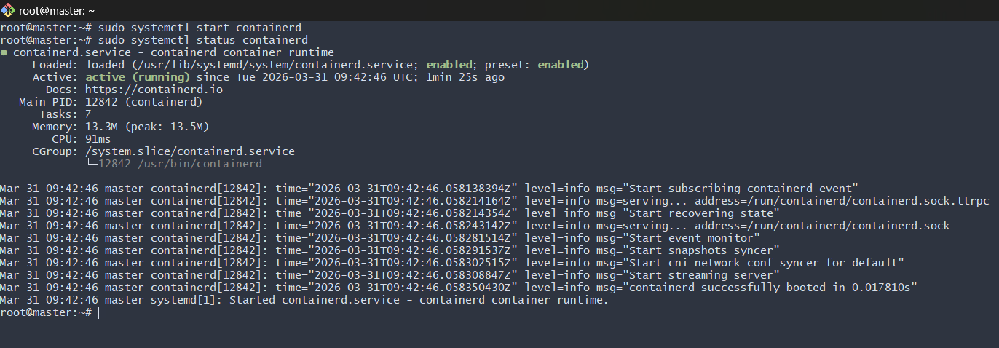 root@master: ~
root@master:~# sudo systemctl start containerd
root@master:~# sudo systemctl status containerd
● containerd.service - containerd container runtime
     Loaded: loaded (/usr/lib/systemd/system/containerd.service; enabled; preset: enabled)
     Active: active (running) since Tue 2026-03-31 09:42:46 UTC; 1min 25s ago
       Docs: https://containerd.io
   Main PID: 12842 (containerd)
      Tasks: 7
     Memory: 13.3M (peak: 13.5M)
        CPU: 91ms
     CGroup: /system.slice/containerd.service
             └─12842 /usr/bin/containerd

Mar 31 09:42:46 master containerd[12842]: time="2026-03-31T09:42:46.058138394Z" level=info msg="Start subscribing containerd event"
Mar 31 09:42:46 master containerd[12842]: time="2026-03-31T09:42:46.058214164Z" level=info msg=serving... address=/run/containerd/containerd.sock.ttrpc
Mar 31 09:42:46 master containerd[12842]: time="2026-03-31T09:42:46.058214354Z" level=info msg="Start recovering state"
Mar 31 09:42:46 master containerd[12842]: time="2026-03-31T09:42:46.058243142Z" level=info msg=serving... address=/run/containerd/containerd.sock
Mar 31 09:42:46 master containerd[12842]: time="2026-03-31T09:42:46.058281514Z" level=info msg="Start event monitor"
Mar 31 09:42:46 master containerd[12842]: time="2026-03-31T09:42:46.058291537Z" level=info msg="Start snapshots syncer"
Mar 31 09:42:46 master containerd[12842]: time="2026-03-31T09:42:46.058302515Z" level=info msg="Start cni network conf syncer for default"
Mar 31 09:42:46 master containerd[12842]: time="2026-03-31T09:42:46.058308847Z" level=info msg="Start streaming server"
Mar 31 09:42:46 master containerd[12842]: time="2026-03-31T09:42:46.058350430Z" level=info msg="containerd successfully booted in 0.017810s"
Mar 31 09:42:46 master systemd[1]: Started containerd.service - containerd container runtime.
root@master:~#